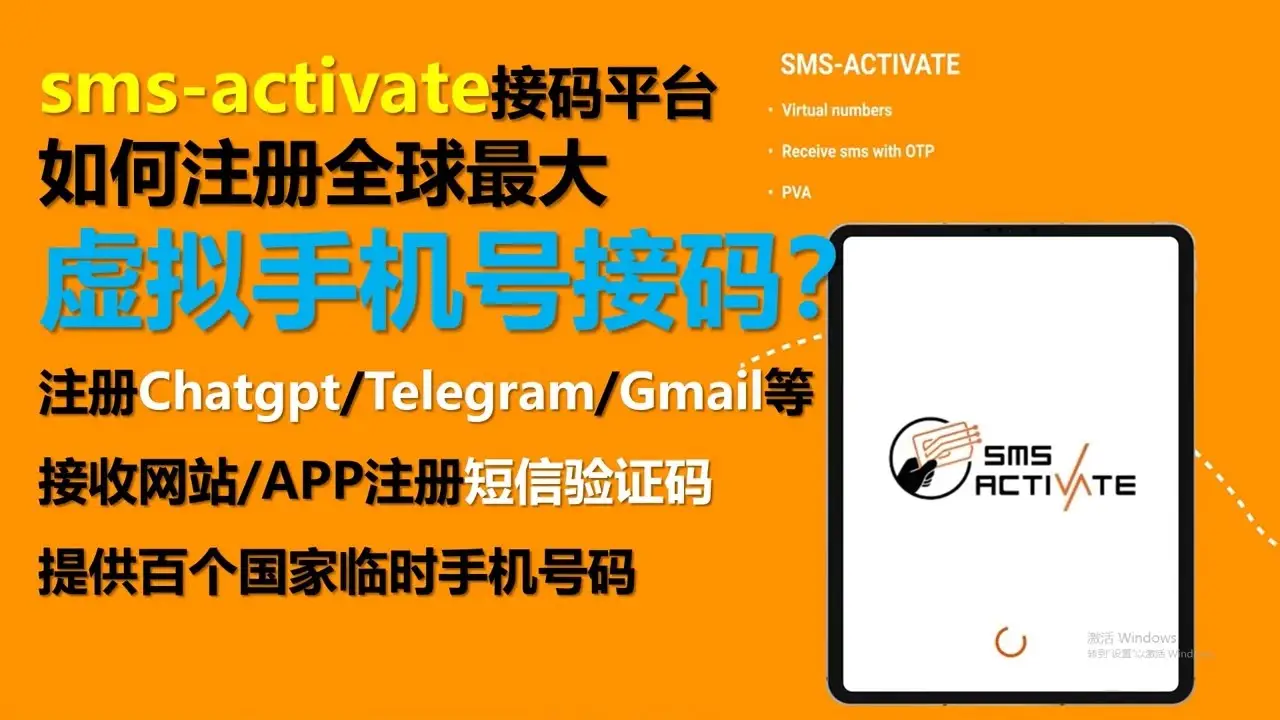 sms-activate接码平台
如何注册全球最大
虚拟手机号接码?
注册Chatgpt/Telegram/Gmail等
接收网站/APP注册短信验证码
提供百个国家临时手机号码
SMS-ACTIVATE
• Virtual numbers
• Receive sms with OTP
• PVA
SMS
ACTIVATE
激活 Windows
转到"设置"以激活 Windows